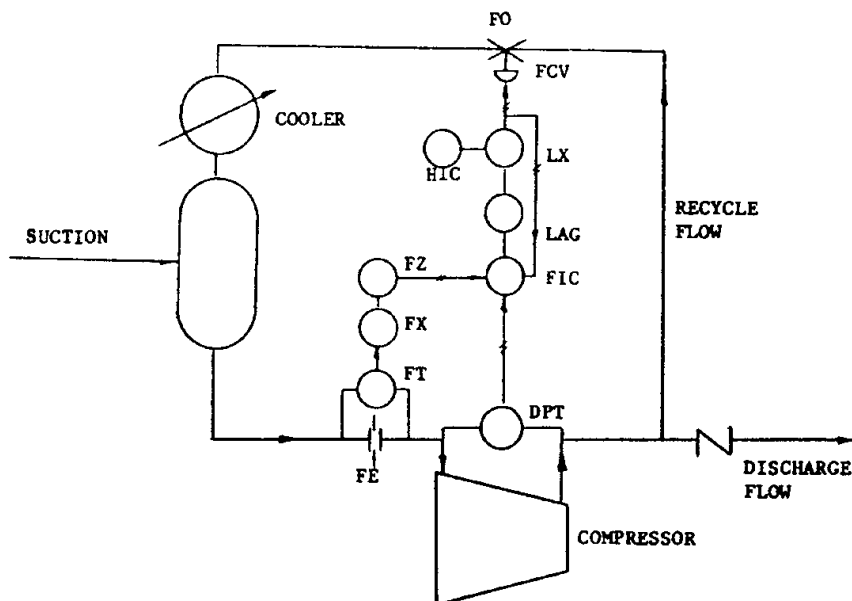 FO
FCV
COOLER
HIC
LX
RECYCLE
FLOW
SUCTION
LAG
FZ
FIC
FX
FT
DPT
FE
DISCHARGE
FLOW
COMPRESSOR